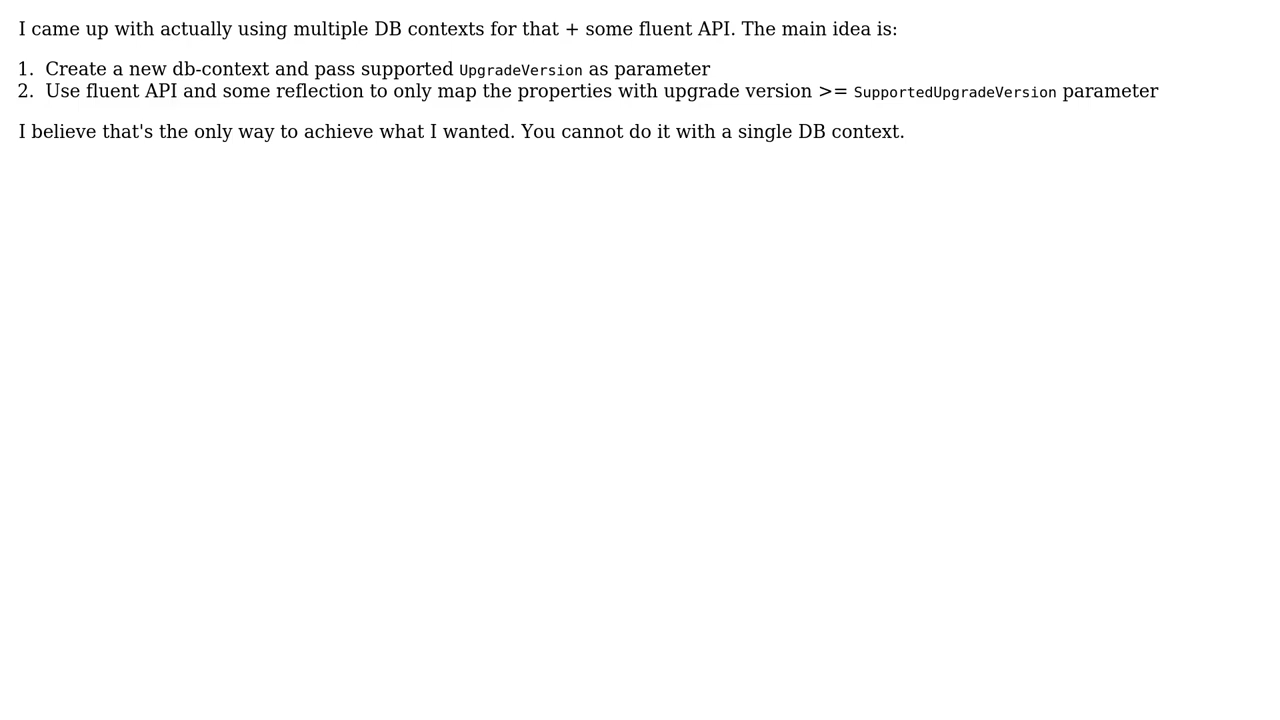 I came up with actually using multiple DB contexts for that + some fluent API. The main idea is:
1. Create a new db-context and pass supported UpgradeVersion as parameter
2. Use fluent API and some reflection to only map the properties with upgrade version >= SupportedUpgradeVersion parameter
I believe that's the only way to achieve what I wanted. You cannot do it with a single DB context.